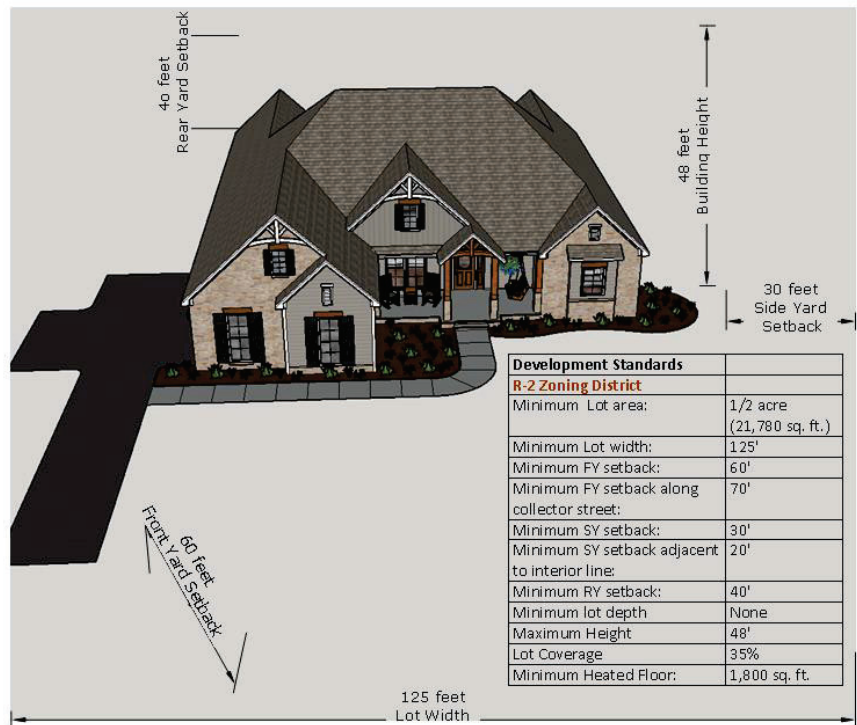 40 feet
Rear Yard Setback
48 feet
Building Height
30 feet
Side Yard
Setback
60 feet
Front Yard Setback
Development Standards
R-2 Zoning District
Minimum Lot area: 1/2 acre
(21,780 sq. ft.)
Minimum Lot width: 125'
Minimum FY setback: 60'
Minimum FY setback along 70'
collector street:
Minimum SY setback: 30'
Minimum SY setback adjacent 20'
to interior line:
Minimum RY setback: 40'
Minimum lot depth None
Maximum Height 48'
Lot Coverage 35%
Minimum Heated Floor: 1,800 sq. ft.
125 feet
Lot Width